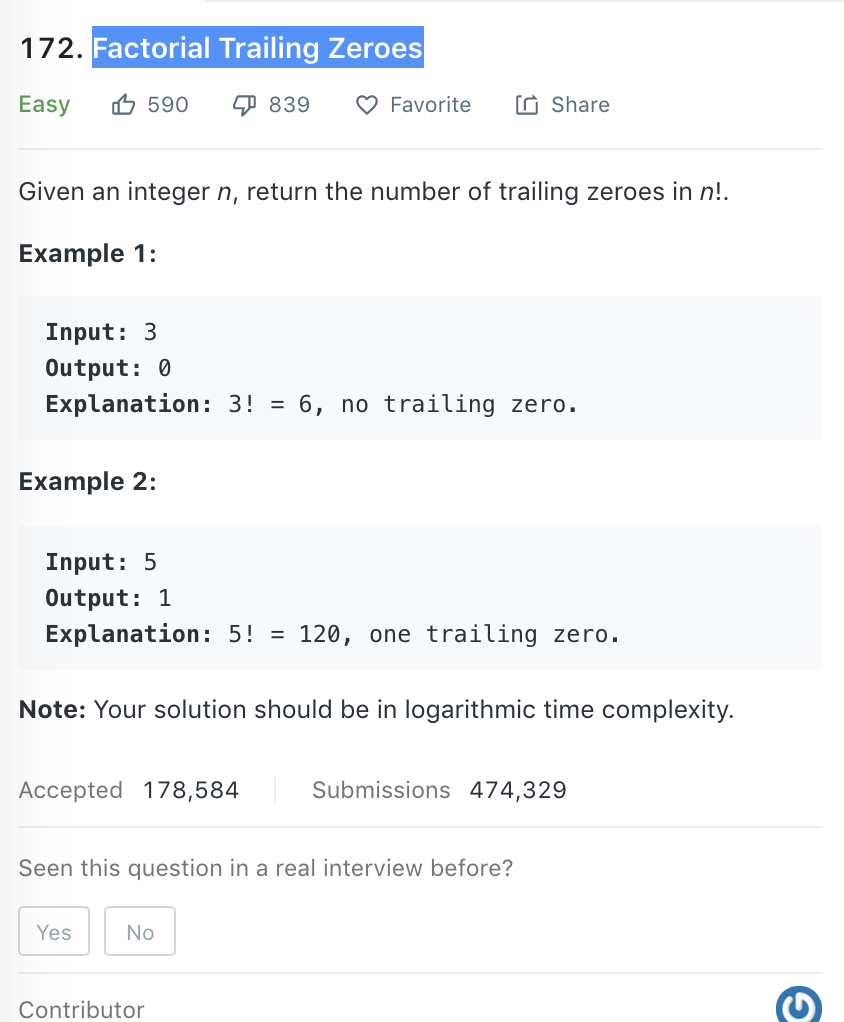 172. Factorial Trailing Zeroes
Easy 590 839 Favorite Share
Given an integer n, return the number of trailing zeroes in n!.
Example 1:
Input: 3
Output: 0
Explanation: 3! = 6, no trailing zero.
Example 2:
Input: 5
Output: 1
Explanation: 5! = 120, one trailing zero.
Note: Your solution should be in logarithmic time complexity.
Accepted 178,584 Submissions 474,329
Seen this question in a real interview before?
Yes No
Contributor